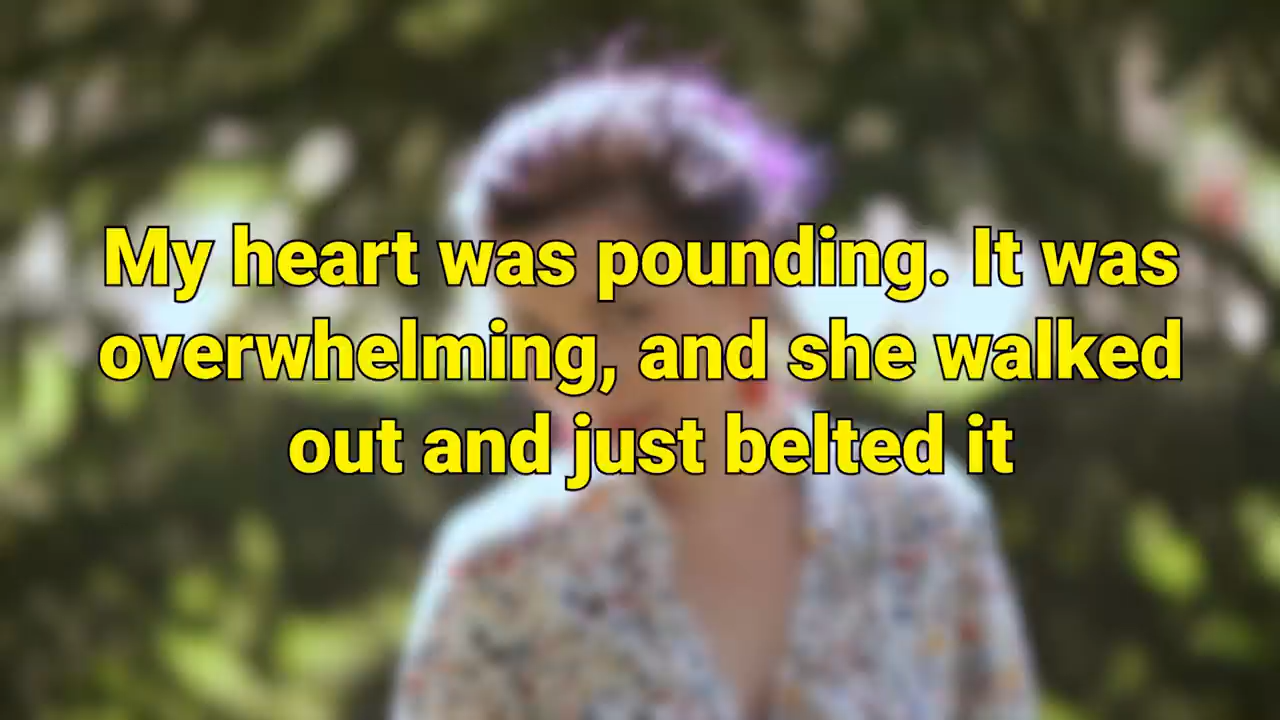 My heart was pounding. It was
overwhelming, and she walked
out and just belted it